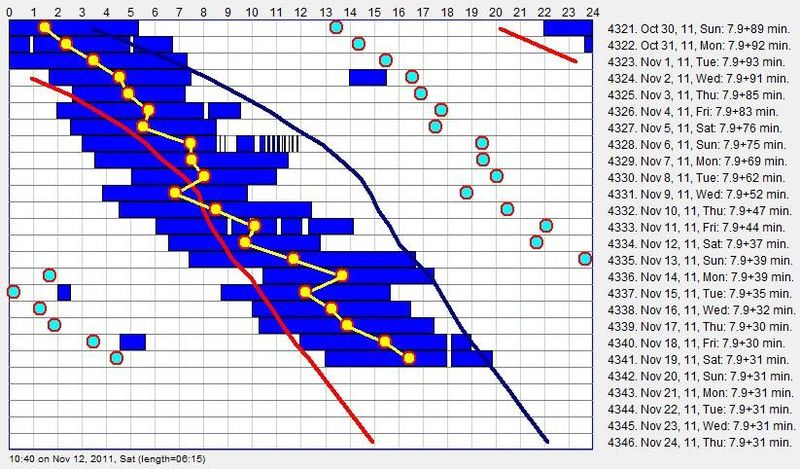 0 1 2 3 4 5 6 7 8 9 10 11 12 13 14 15 16 17 18 19 20 21 22 23 24
4321. Oct 30, 11, Sun: 7.9+89 min.
4322. Oct 31, 11, Mon: 7.9+92 min.
4323. Nov 1, 11, Tue: 7.9+93 min.
4324. Nov 2, 11, Wed: 7.9+91 min.
4325. Nov 3, 11, Thu: 7.9+85 min.
4326. Nov 4, 11, Fri: 7.9+83 min.
4327. Nov 5, 11, Sat: 7.9+76 min.
4328. Nov 6, 11, Sun: 7.9+75 min.
4329. Nov 7, 11, Mon: 7.9+69 min.
4330. Nov 8, 11, Tue: 7.9+62 min.
4331. Nov 9, 11, Wed: 7.9+52 min.
4332. Nov 10, 11, Thu: 7.9+47 min.
4333. Nov 11, 11, Fri: 7.9+44 min.
4334. Nov 12, 11, Sat: 7.9+37 min.
4335. Nov 13, 11, Sun: 7.9+39 min.
4336. Nov 14, 11, Mon: 7.9+39 min.
4337. Nov 15, 11, Tue: 7.9+35 min.
4338. Nov 16, 11, Wed: 7.9+32 min.
4339. Nov 17, 11, Thu: 7.9+30 min.
4340. Nov 18, 11, Fri: 7.9+30 min.
4341. Nov 19, 11, Sat: 7.9+31 min.
4342. Nov 20, 11, Sun: 7.9+31 min.
4343. Nov 21, 11, Mon: 7.9+31 min.
4344. Nov 22, 11, Tue: 7.9+31 min.
4345. Nov 23, 11, Wed: 7.9+31 min.
4346. Nov 24, 11, Thu: 7.9+31 min.
10:40 on Nov 12, 2011, Sat (length=06:15)